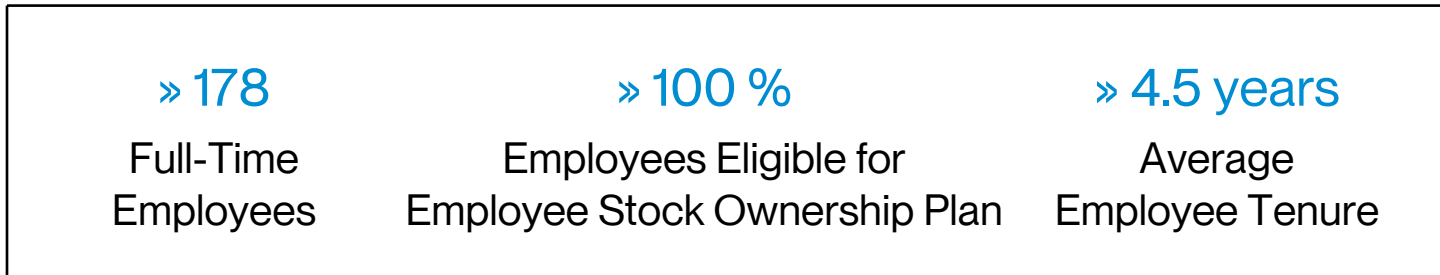 » 178
Full-Time
Employees
» 100 %
Employees Eligible for
Employee Stock Ownership Plan
» 4.5 years
Average
Employee Tenure